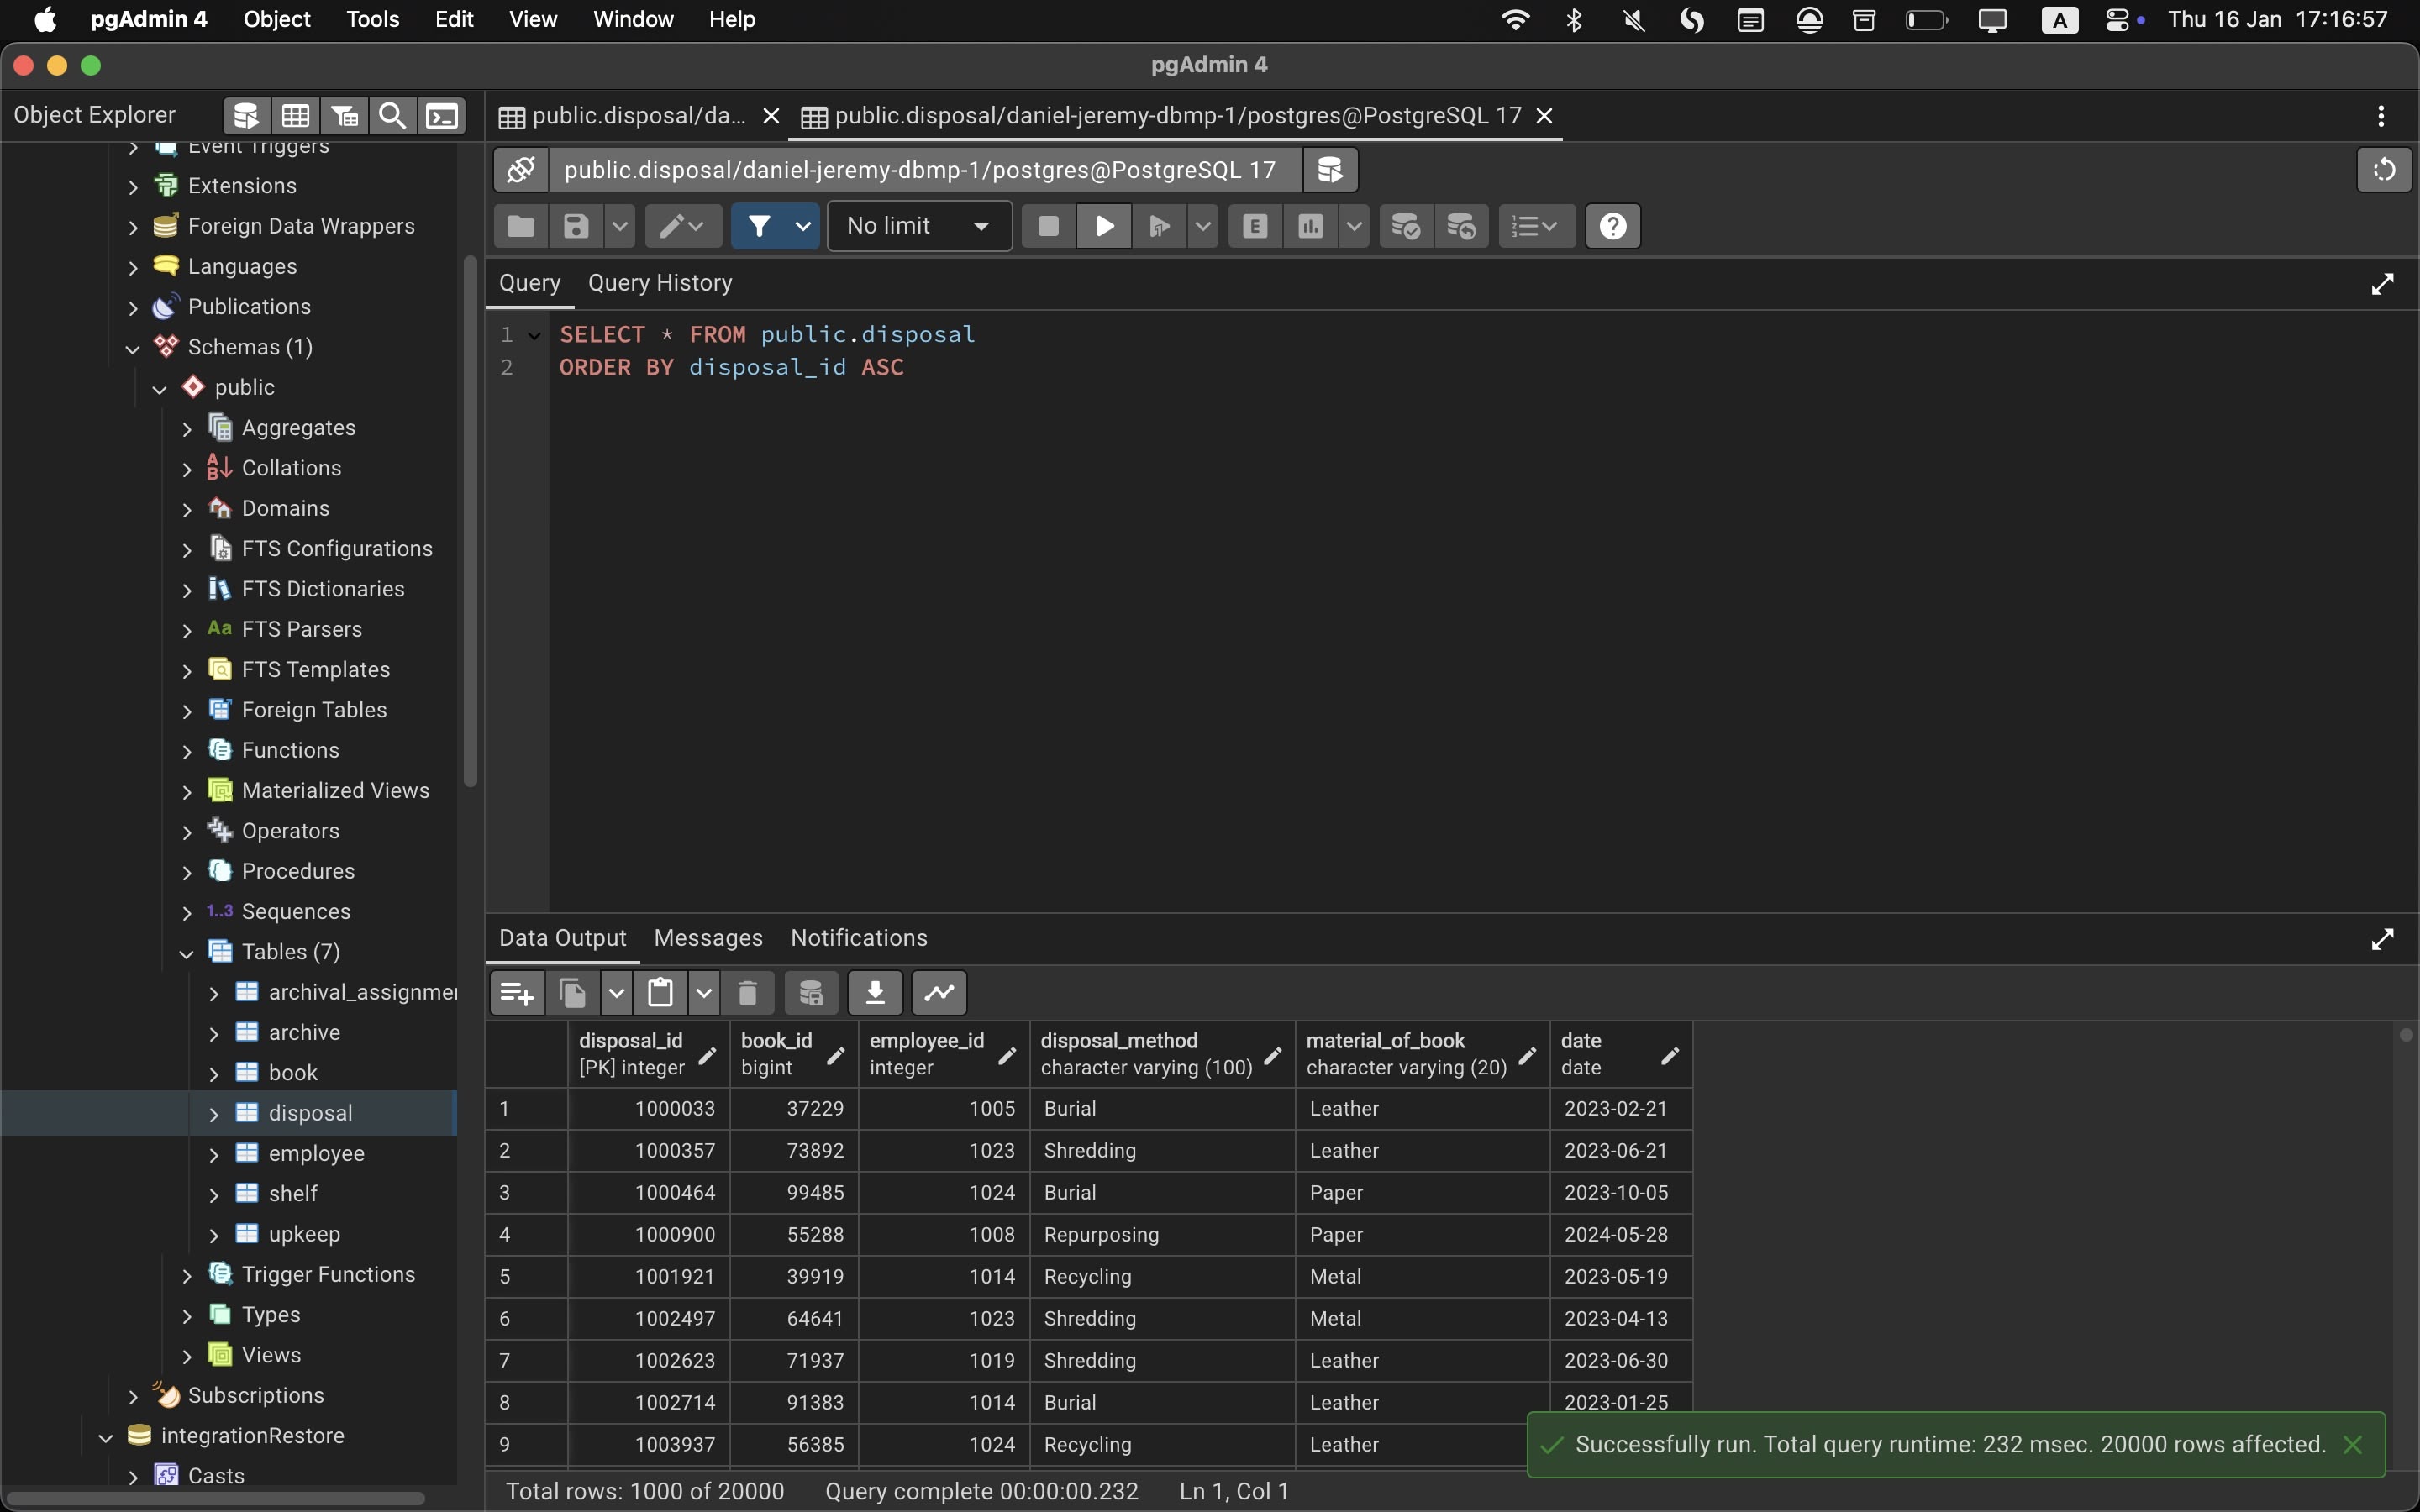 pgAdmin 4 Object Tools Edit View Window Help A Thu 16 Jan 17:16:57
pgAdmin 4
Object Explorer
Event Triggers
Extensions
Foreign Data Wrappers
Languages
Publications
Schemas (1)
public
Aggregates
Collations
Domains
FTS Configurations
FTS Dictionaries
Aa FTS Parsers
FTS Templates
Foreign Tables
Functions
Materialized Views
Operators
Procedures
1..3 Sequences
Tables (7)
archival_assignmer
archive
book
disposal
employee
shelf
upkeep
Trigger Functions
Types
Views
Subscriptions
integrationRestore
Casts
public.disposal/da... public.disposal/daniel-jeremy-dbmp-1/postgres@PostgreSQL 17
public.disposal/daniel-jeremy-dbmp-1/postgres@PostgreSQL 17
No limit E ?
Query Query History
1 SELECT * FROM public.disposal
2 ORDER BY disposal_id ASC
Data Output Messages Notifications
disposal_id book_id employee_id disposal_method material_of_book date
[PK] integer bigint integer character varying (100) character varying (20) date
1 1000033 37229 1005 Burial Leather 2023-02-21
2 1000357 73892 1023 Shredding Leather 2023-06-21
3 1000464 99485 1024 Burial Paper 2023-10-05
4 1000900 55288 1008 Repurposing Paper 2024-05-28
5 1001921 39919 1014 Recycling Metal 2023-05-19
6 1002497 64641 1023 Shredding Metal 2023-04-13
7 1002623 71937 1019 Shredding Leather 2023-06-30
8 1002714 91383 1014 Burial Leather 2023-01-25
9 1003937 56385 1024 Recycling Leather
Successfully run. Total query runtime: 232 msec. 20000 rows affected.
Total rows: 1000 of 20000 Query complete 00:00:00.232 Ln 1, Col 1